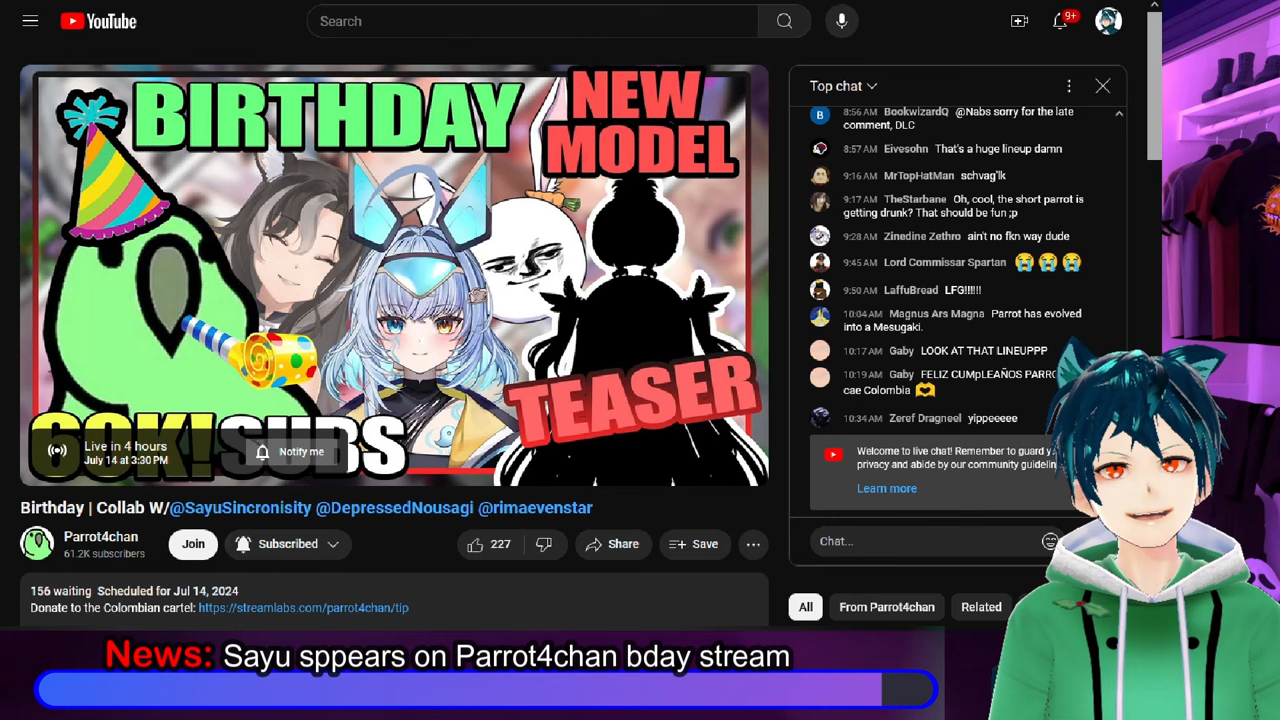 YouTube
Search
9+
BIRTHDAY
NEW
MODEL
TEASER
60K! SUBS
Live in 4 hours
July 14 at 3:30 PM
Notify me
Birthday | Collab W/@SayuSincronisity @DepressedNousagi @rimaevenstar
Parrot4chan
61.2K subscribers
Join
Subscribed
227
Share
Save
156 waiting Scheduled for Jul 14, 2024
Donate to the Colombian cartel: https://streamlabs.com/parrot4chan/tip
Top chat
B
8:56 AM BookwizardQ @Nabs sorry for the late
comment, DLC
8:57 AM Eivesohn That's a huge lineup damn
9:16 AM MrTopHatMan schvag'lk
9:17 AM TheStarbane Oh, cool, the short parrot is
getting drunk? That should be fun ;p
9:28 AM Zinedine Zethro ain't no fkn way dude
9:45 AM Lord Commissar Spartan 😭😭😭
9:50 AM LaffuBread LFG!!!!!!
10:04 AM Magnus Ars Magna Parrot has evolved
into a Mesugaki.
10:17 AM Gaby LOOK AT THAT LINEUPPP
10:19 AM Gaby FELIZ CUMpLEAÑOS PARRO
cae Colombia 🫶
10:34 AM Zeref Dragneel yippeeeee
Welcome to live chat! Remember to guard y
privacy and abide by our community guidelin
Learn more
Chat...
All
From Parrot4chan
Related
News: Sayu sppears on Parrot4chan bday stream